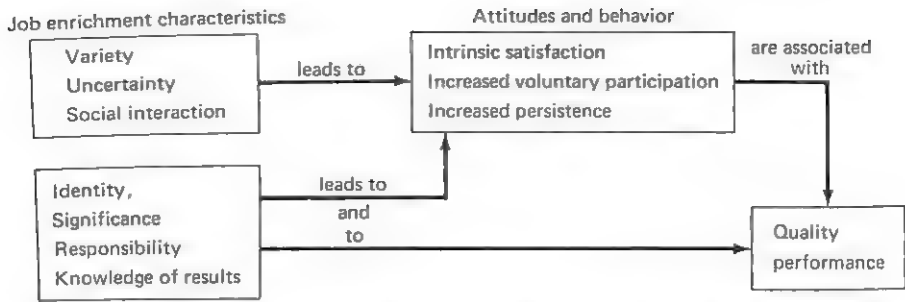 Job enrichment characteristics
Variety
Uncertainty
Social interaction
leads to
Attitudes and behavior
Intrinsic satisfaction
Increased voluntary participation
Increased persistence
are associated
with
Identity,
Significance
Responsibility
Knowledge of results
leads to
and
to
Quality
performance